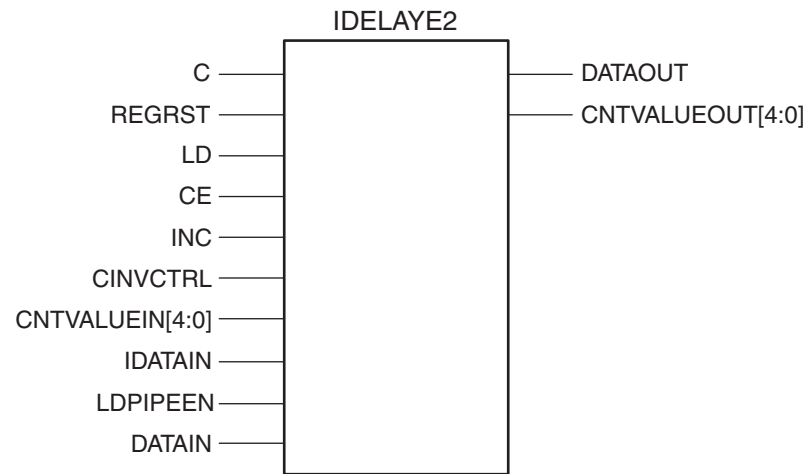 IDELAYE2
C
REGRST
LD
CE
INC
CINVCTRL
CNTVALUEIN[4:0]
IDATAIN
LDPIPEEN
DATAIN
DATAOUT
CNTVALUEOUT[4:0]